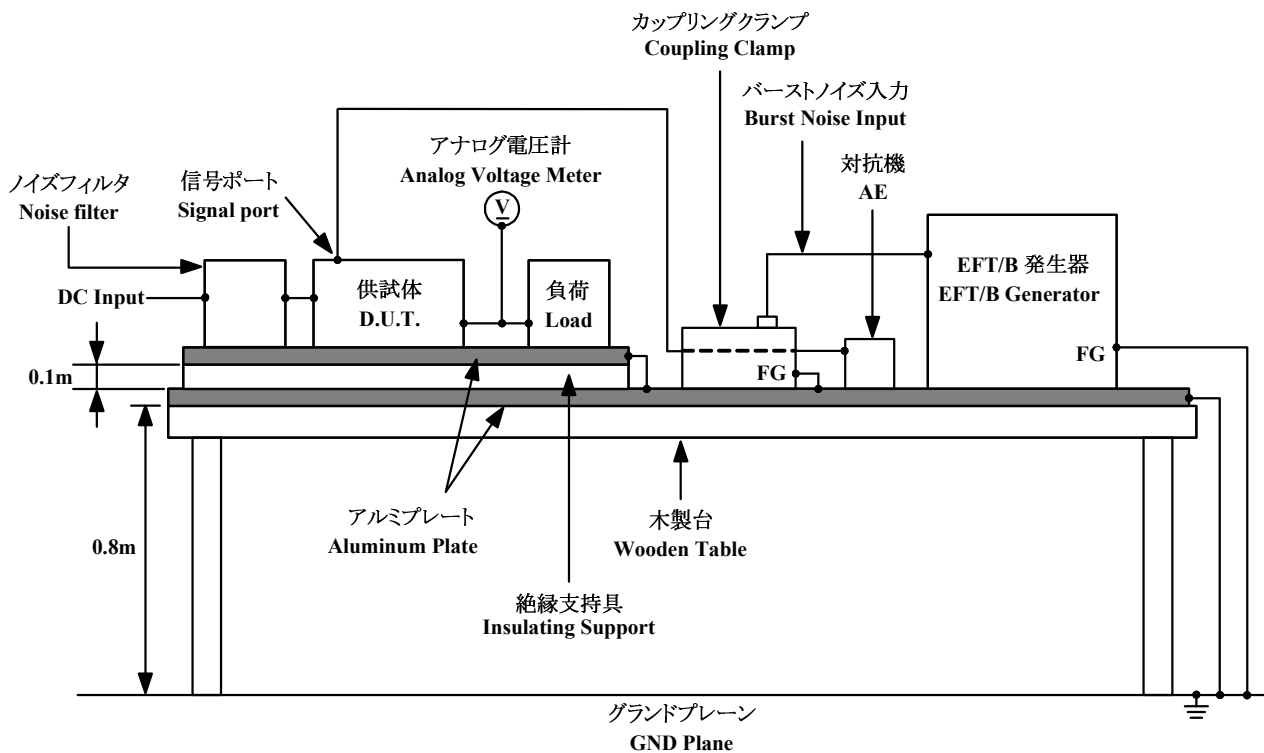 カップリングクランプ
Coupling Clamp
バーストノイズ入力
Burst Noise Input
アナログ電圧計
Analog Voltage Meter
対抗機
AE
ノイズフィルタ
Noise filter
信号ポート
Signal port
V
DC Input
供試体
D.U.T.
負荷
Load
EFT/B 発生器
EFT/B Generator
FG
FG
0.1m
0.8m
アルミプレート
Aluminum Plate
木製台
Wooden Table
絶縁支持具
Insulating Support
グランドプレーン
GND Plane